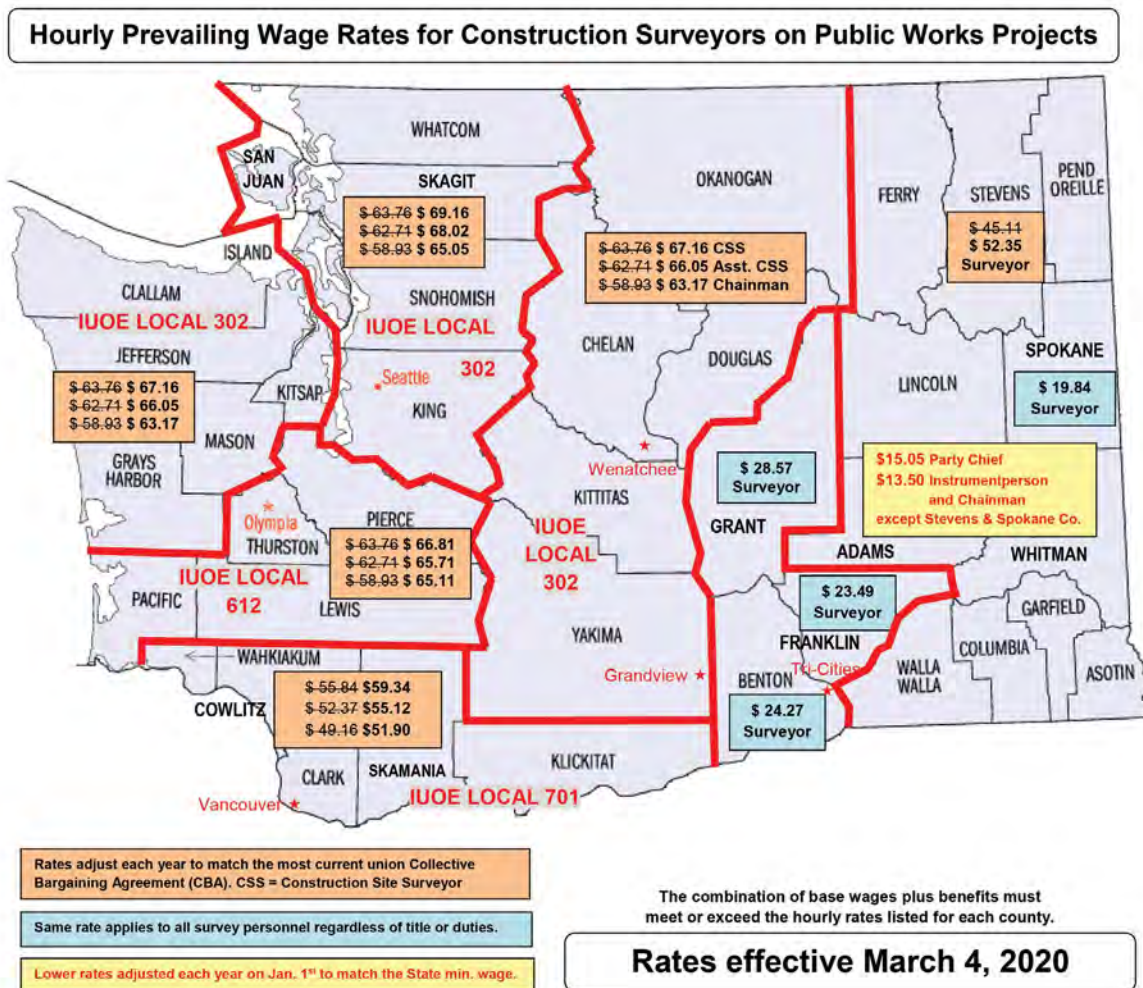 Hourly Prevailing Wage Rates for Construction Surveyors on Public Works Projects
WHATCOM
SAN
JUAN
SKAGIT
$ 63.76 $ 69.16
$ 62.71 $ 68.02
$ 58.93 $ 65.05
ISLAND
OKANOGAN
$ 63.76 $ 67.16 CSS
$ 62.71 $ 66.05 Asst. CSS
$ 58.93 $ 63.17 Chainman
FERRY
STEVENS
PEND
OREILLE
$ 45.11
$ 52.35
Surveyor
CLALLAM
IUOE LOCAL 302
JEFFERSON
$ 63.76 $ 67.16
$ 62.71 $ 66.05
$ 58.93 $ 63.17
KITSAP
MASON
GRAYS
HARBOR
SNOHOMISH
IUOE LOCAL
302
Seattle
KING
CHELAN
DOUGLAS
Wenatchee
LINCOLN
SPOKANE
$ 19.84
Surveyor
$15.05 Party Chief
$13.50 Instrumentperson
and Chainman
except Stevens & Spokane Co.
$ 28.57
Surveyor
GRANT
KITTITAS
IUOE
LOCAL
302
Olympia
THURSTON
PIERCE
$ 63.76 $ 66.81
$ 62.71 $ 65.71
$ 58.93 $ 65.11
IUOE LOCAL
612
LEWIS
PACIFIC
ADAMS
WHITMAN
$ 23.49
Surveyor
FRANKLIN
GARFIELD
COLUMBIA
ASOTIN
WALLA
WALLA
Tri-Cities
YAKIMA
Grandview
BENTON
$ 24.27
Surveyor
WAHKIAKUM
COWLITZ
$ 55.84 $59.34
$ 52.37 $55.12
$ 49.16 $51.90
CLARK
SKAMANIA
KLICKITAT
Vancouver
IUOE LOCAL 701
Rates adjust each year to match the most current union Collective
Bargaining Agreement (CBA). CSS = Construction Site Surveyor
Same rate applies to all survey personnel regardless of title or duties.
Lower rates adjusted each year on Jan. 1st to match the State min. wage.
The combination of base wages plus benefits must
meet or exceed the hourly rates listed for each county.
Rates effective March 4, 2020